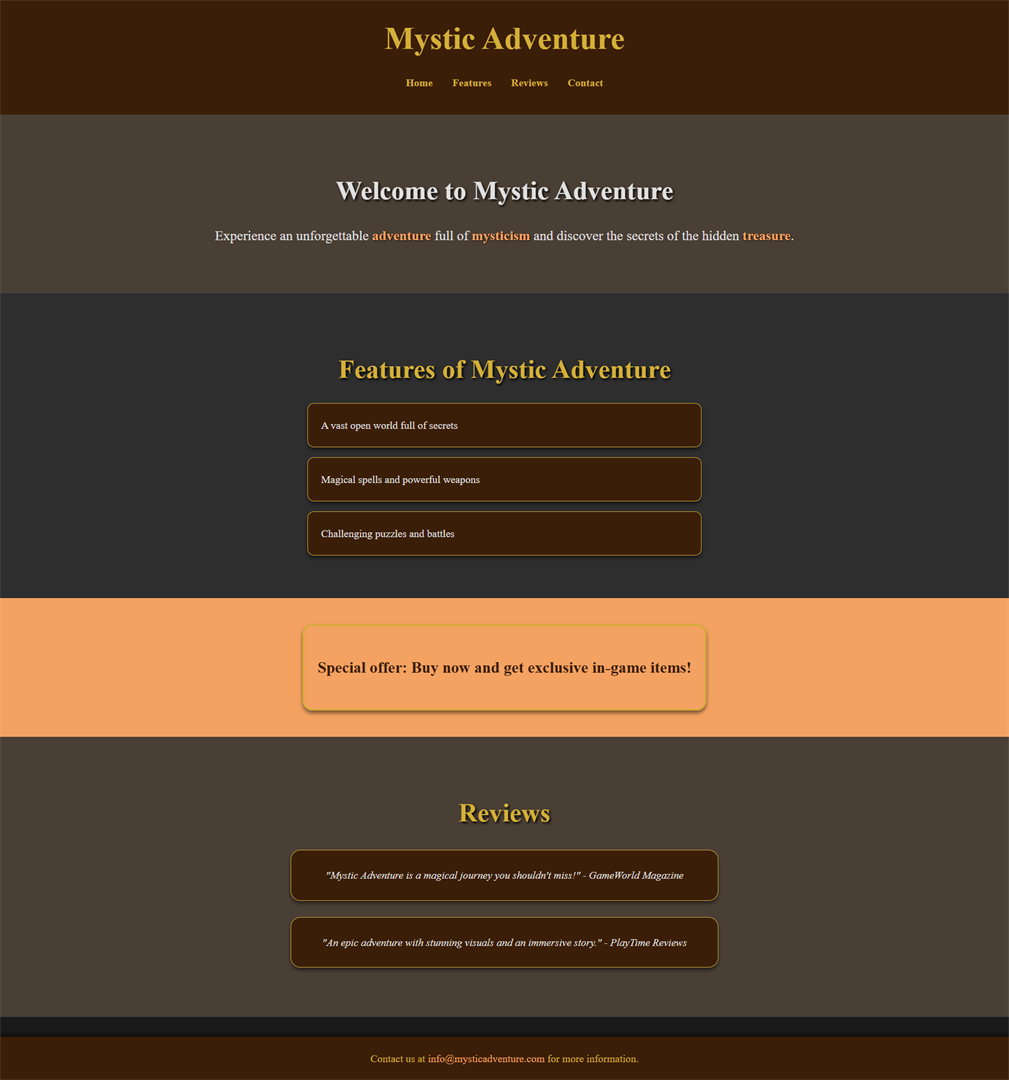 Mystic Adventure
Home Features Reviews Contact
Welcome to Mystic Adventure
Experience an unforgettable adventure full of mysticism and discover the secrets of the hidden treasure.
Features of Mystic Adventure
A vast open world full of secrets
Magical spells and powerful weapons
Challenging puzzles and battles
Special offer: Buy now and get exclusive in-game items!
Reviews
"Mystic Adventure is a magical journey you shouldn't miss!" - GameWorld Magazine
"An epic adventure with stunning visuals and an immersive story." - PlayTime Reviews
Contact us at info@mysticadventure.com for more information.